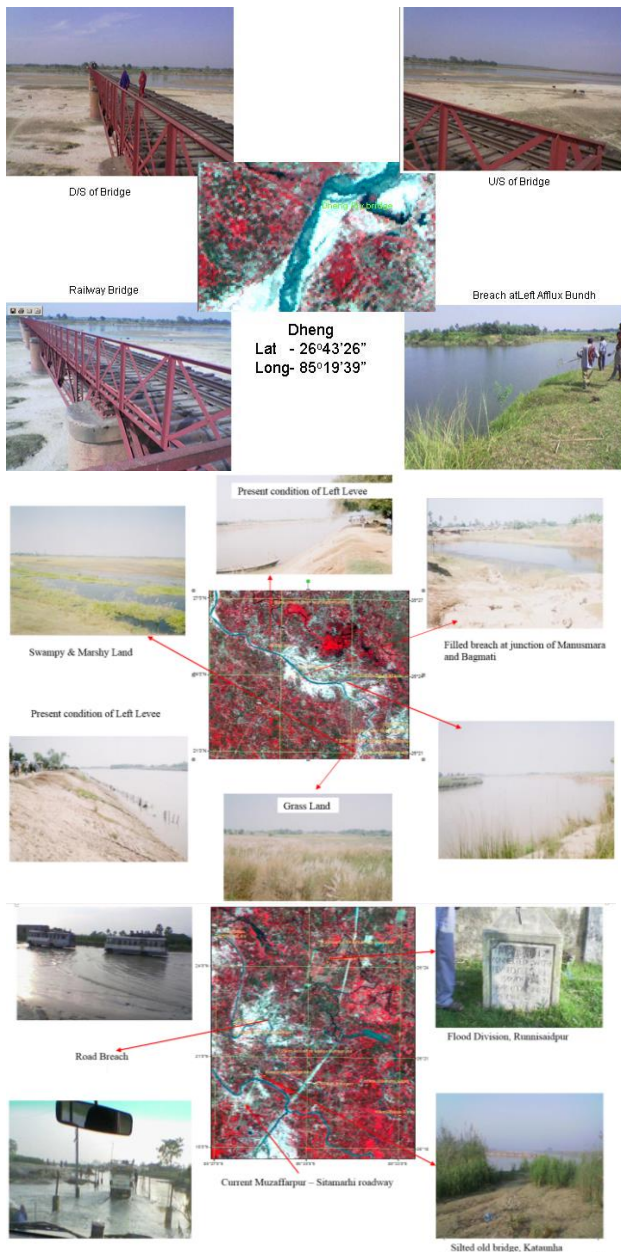 D/S of Bridge
U/S of Bridge
Railway Bridge
Breach atLeft Afflux Bundh
Dheng
Lat - 26°43'26"
Long- 85°19'39"
Present condition of Left Levee
Swampy & Marshy Land
Filled breach at junction of Manusmara
and Bagmati
Present condition of Left Levee
Grass Land
Road Breach
Flood Division, Runnisaidpur
Current Muzaffarpur – Sitamarhi roadway
Silted old bridge, Kataunha